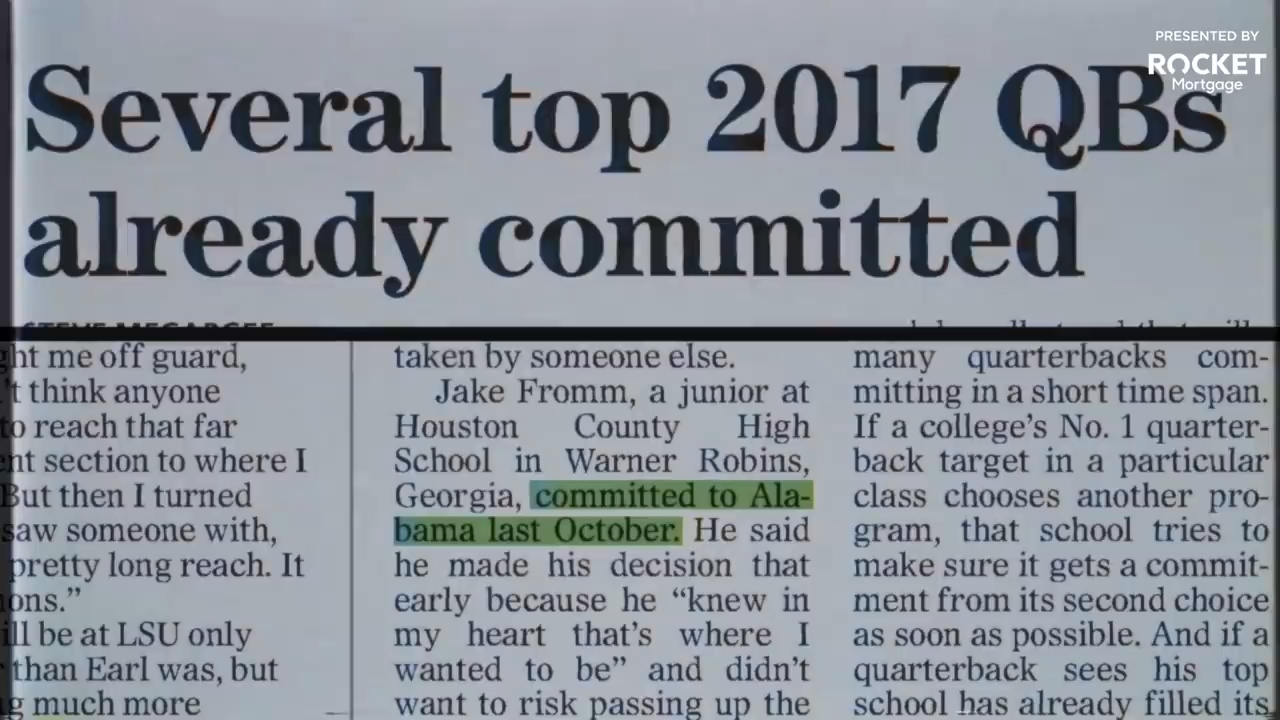 PRESENTED BY
ROCKET
Mortgage
Several top 2017 QBs
already committed
ght me off guard,
't think anyone
to reach that far
ent section to where I
But then I turned
saw someone with,
pretty long reach. It
ons.”
ill be at LSU only
than Earl was, but
g much more
taken by someone else.
Jake Fromm, a junior at
Houston County High
School in Warner Robins,
Georgia, committed to Ala-
bama last October. He said
he made his decision that
early because he “knew in
my heart that’s where I
wanted to be” and didn’t
want to risk passing up the
many quarterbacks com-
mitting in a short time span.
If a college’s No. 1 quarter-
back target in a particular
class chooses another pro-
gram, that school tries to
make sure it gets a commit-
ment from its second choice
as soon as possible. And if a
quarterback sees his top
school has already filled its